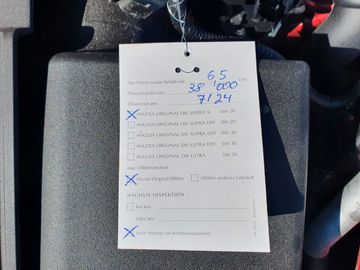 Der Motor wurde befüllt mit: 6,5 Liter
Ölwechsel bei km: 38'000
Ölwechsel am: 7/24
MAZDA ORIGINAL OIL SUPRA X 0W-20
MAZDA ORIGINAL OIL SUPRA DPF 0W-20
MAZDA ORIGINAL OIL SUPRA DPF 0W-30
MAZDA ORIGINAL OIL ULTRA DPF 5W-30
MAZDA ORIGINAL OIL ULTRA 5W-30
inkl. Ölfilterwechsel
Mazda Original Ölfilter Ölfilter anderes Fabrikat
NÄCHSTE INSPEKTION
bei km:
oder am:
nach Anzeige im Kombiinstrument